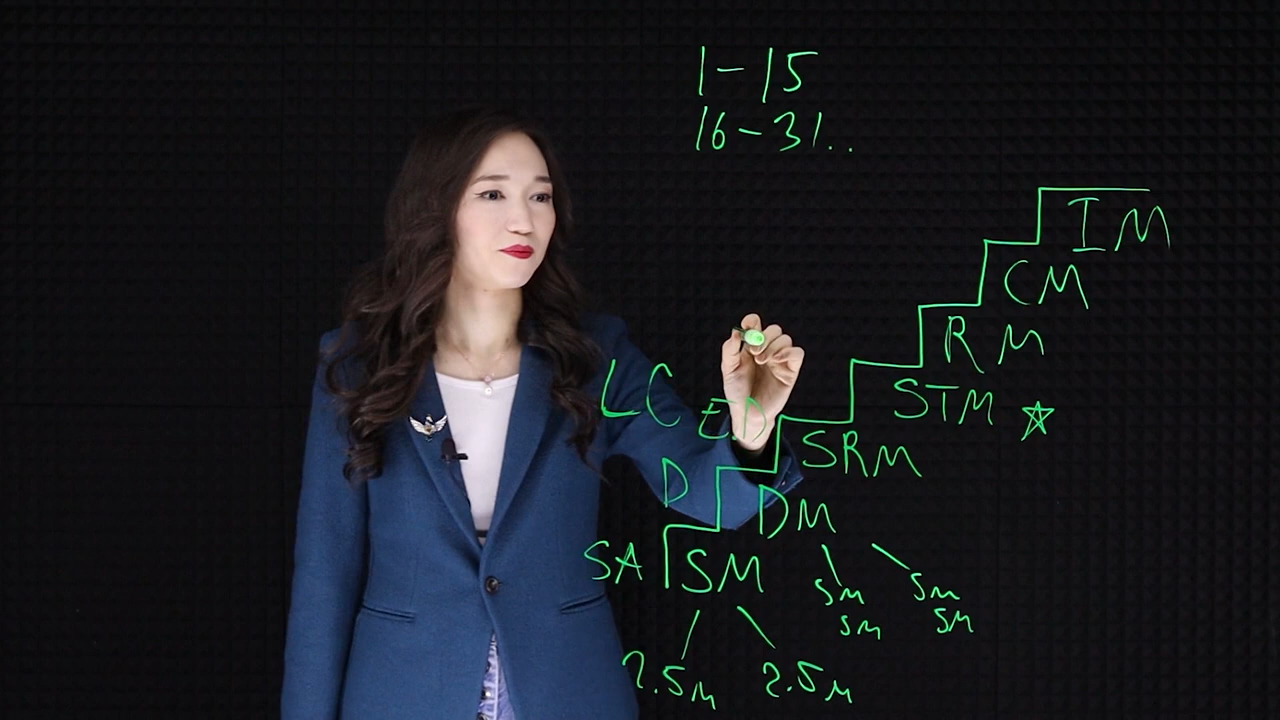 1-15
16-31..
IM
CM
RM
STM ☆
LC
ED
SRM
D
DM
SA
SM
SM SM
SM SM
2.5M 2.5M